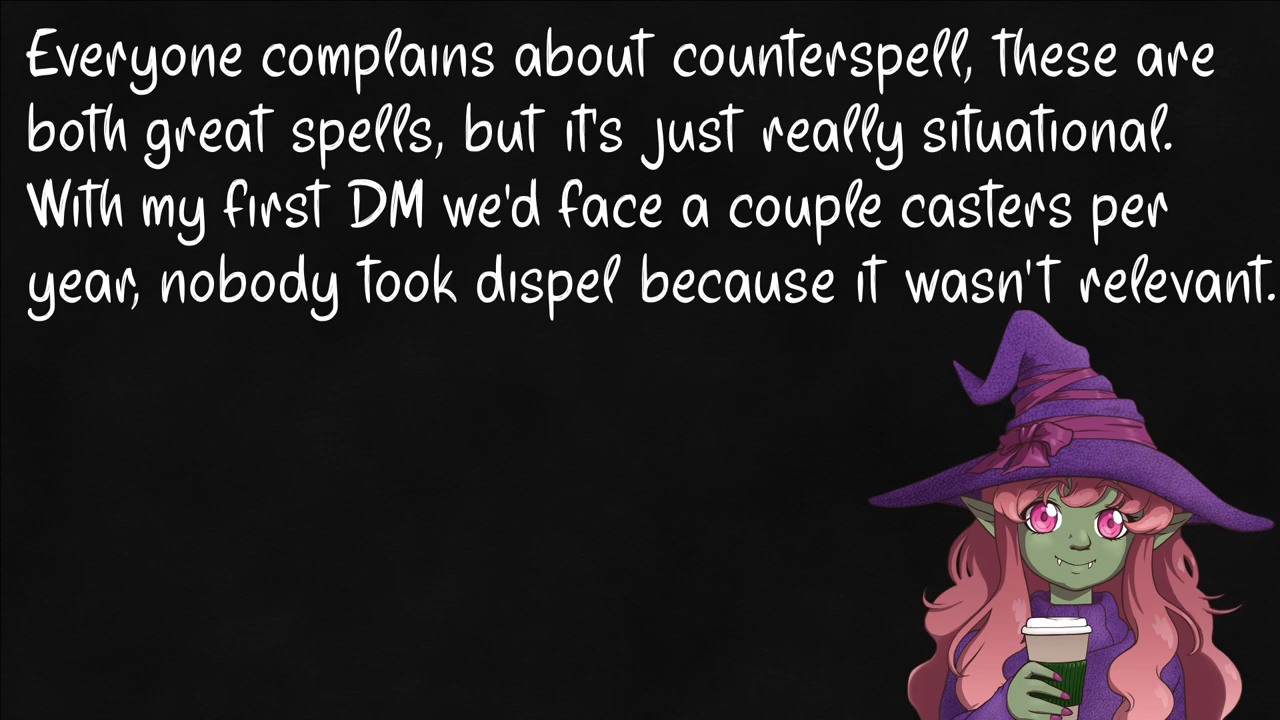 Everyone complains about counterspell, these are
both great spells, but it's just really situational.
With my first DM we'd face a couple casters per
year, nobody took dispel because it wasn't relevant.